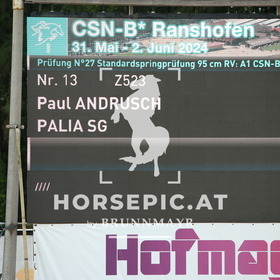 CSN-B* Ranshofen
31. Mai - 2. Juni 2024
Prüfung N°27 Standardspringprüfung 95 cm RV: A1 CSN-B
Nr. 13 Z523
Paul ANDRUSCH
PALIA SG
////
HORSEPIC.AT
by BRUNNMAYR
Hofma